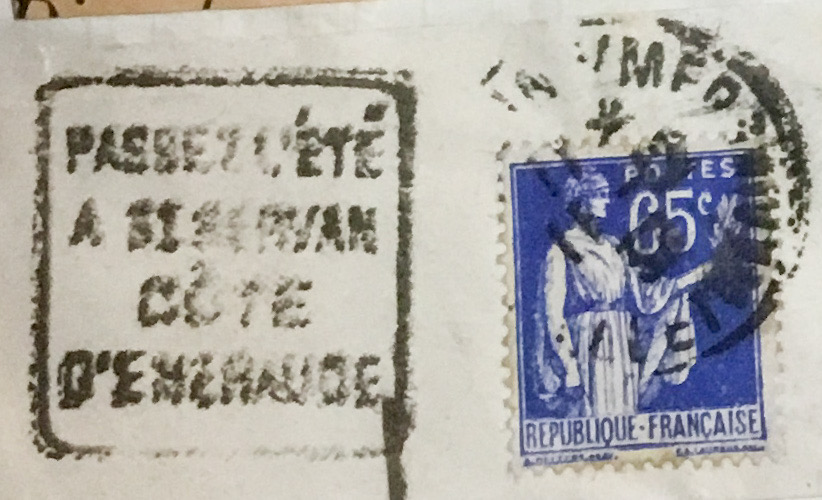 PASSEZ L'ÉTÉ
A ST SERVAN
CÔTE
D'EMERAUDE
POSTES
65c
REPUBLIQUE·FRANÇAISE